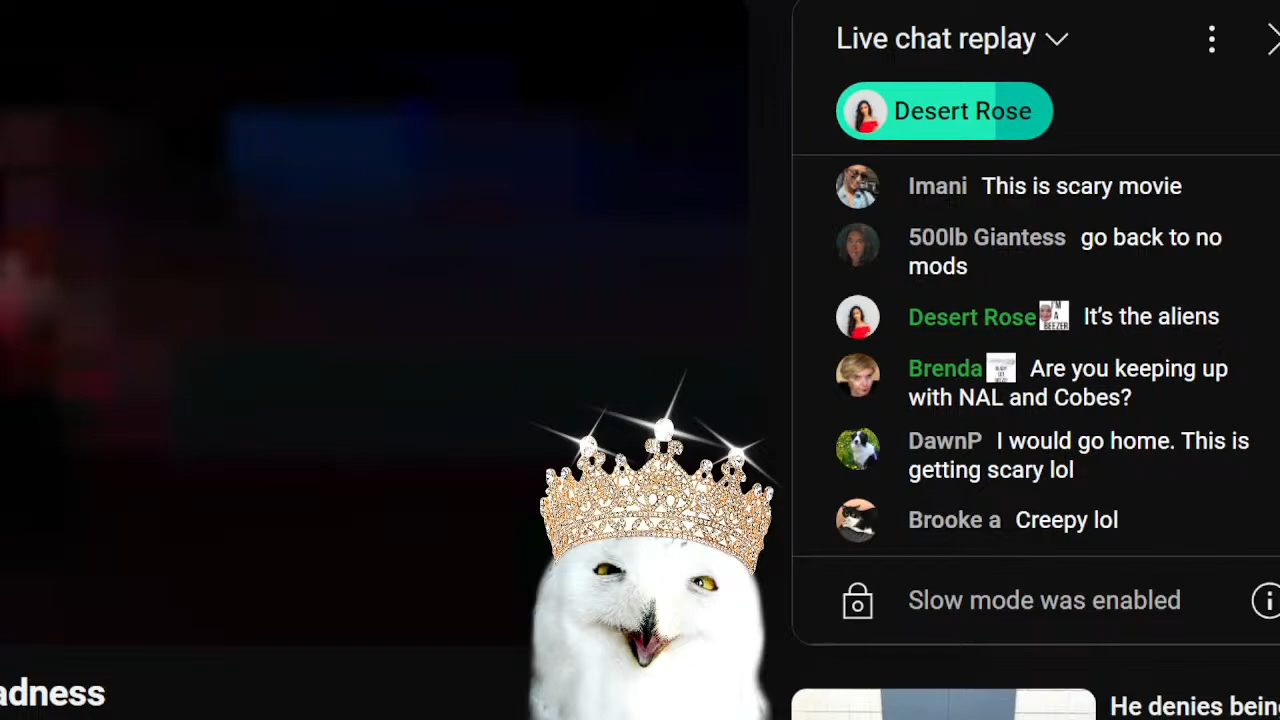 Live chat replay
Desert Rose
Imani This is scary movie
500lb Giantess go back to no
mods
Desert Rose I'M A BEEZER It's the aliens
Brenda Are you keeping up
with NAL and Cobes?
DawnP I would go home. This is
getting scary lol
Brooke a Creepy lol
Slow mode was enabled
adness
He denies bein